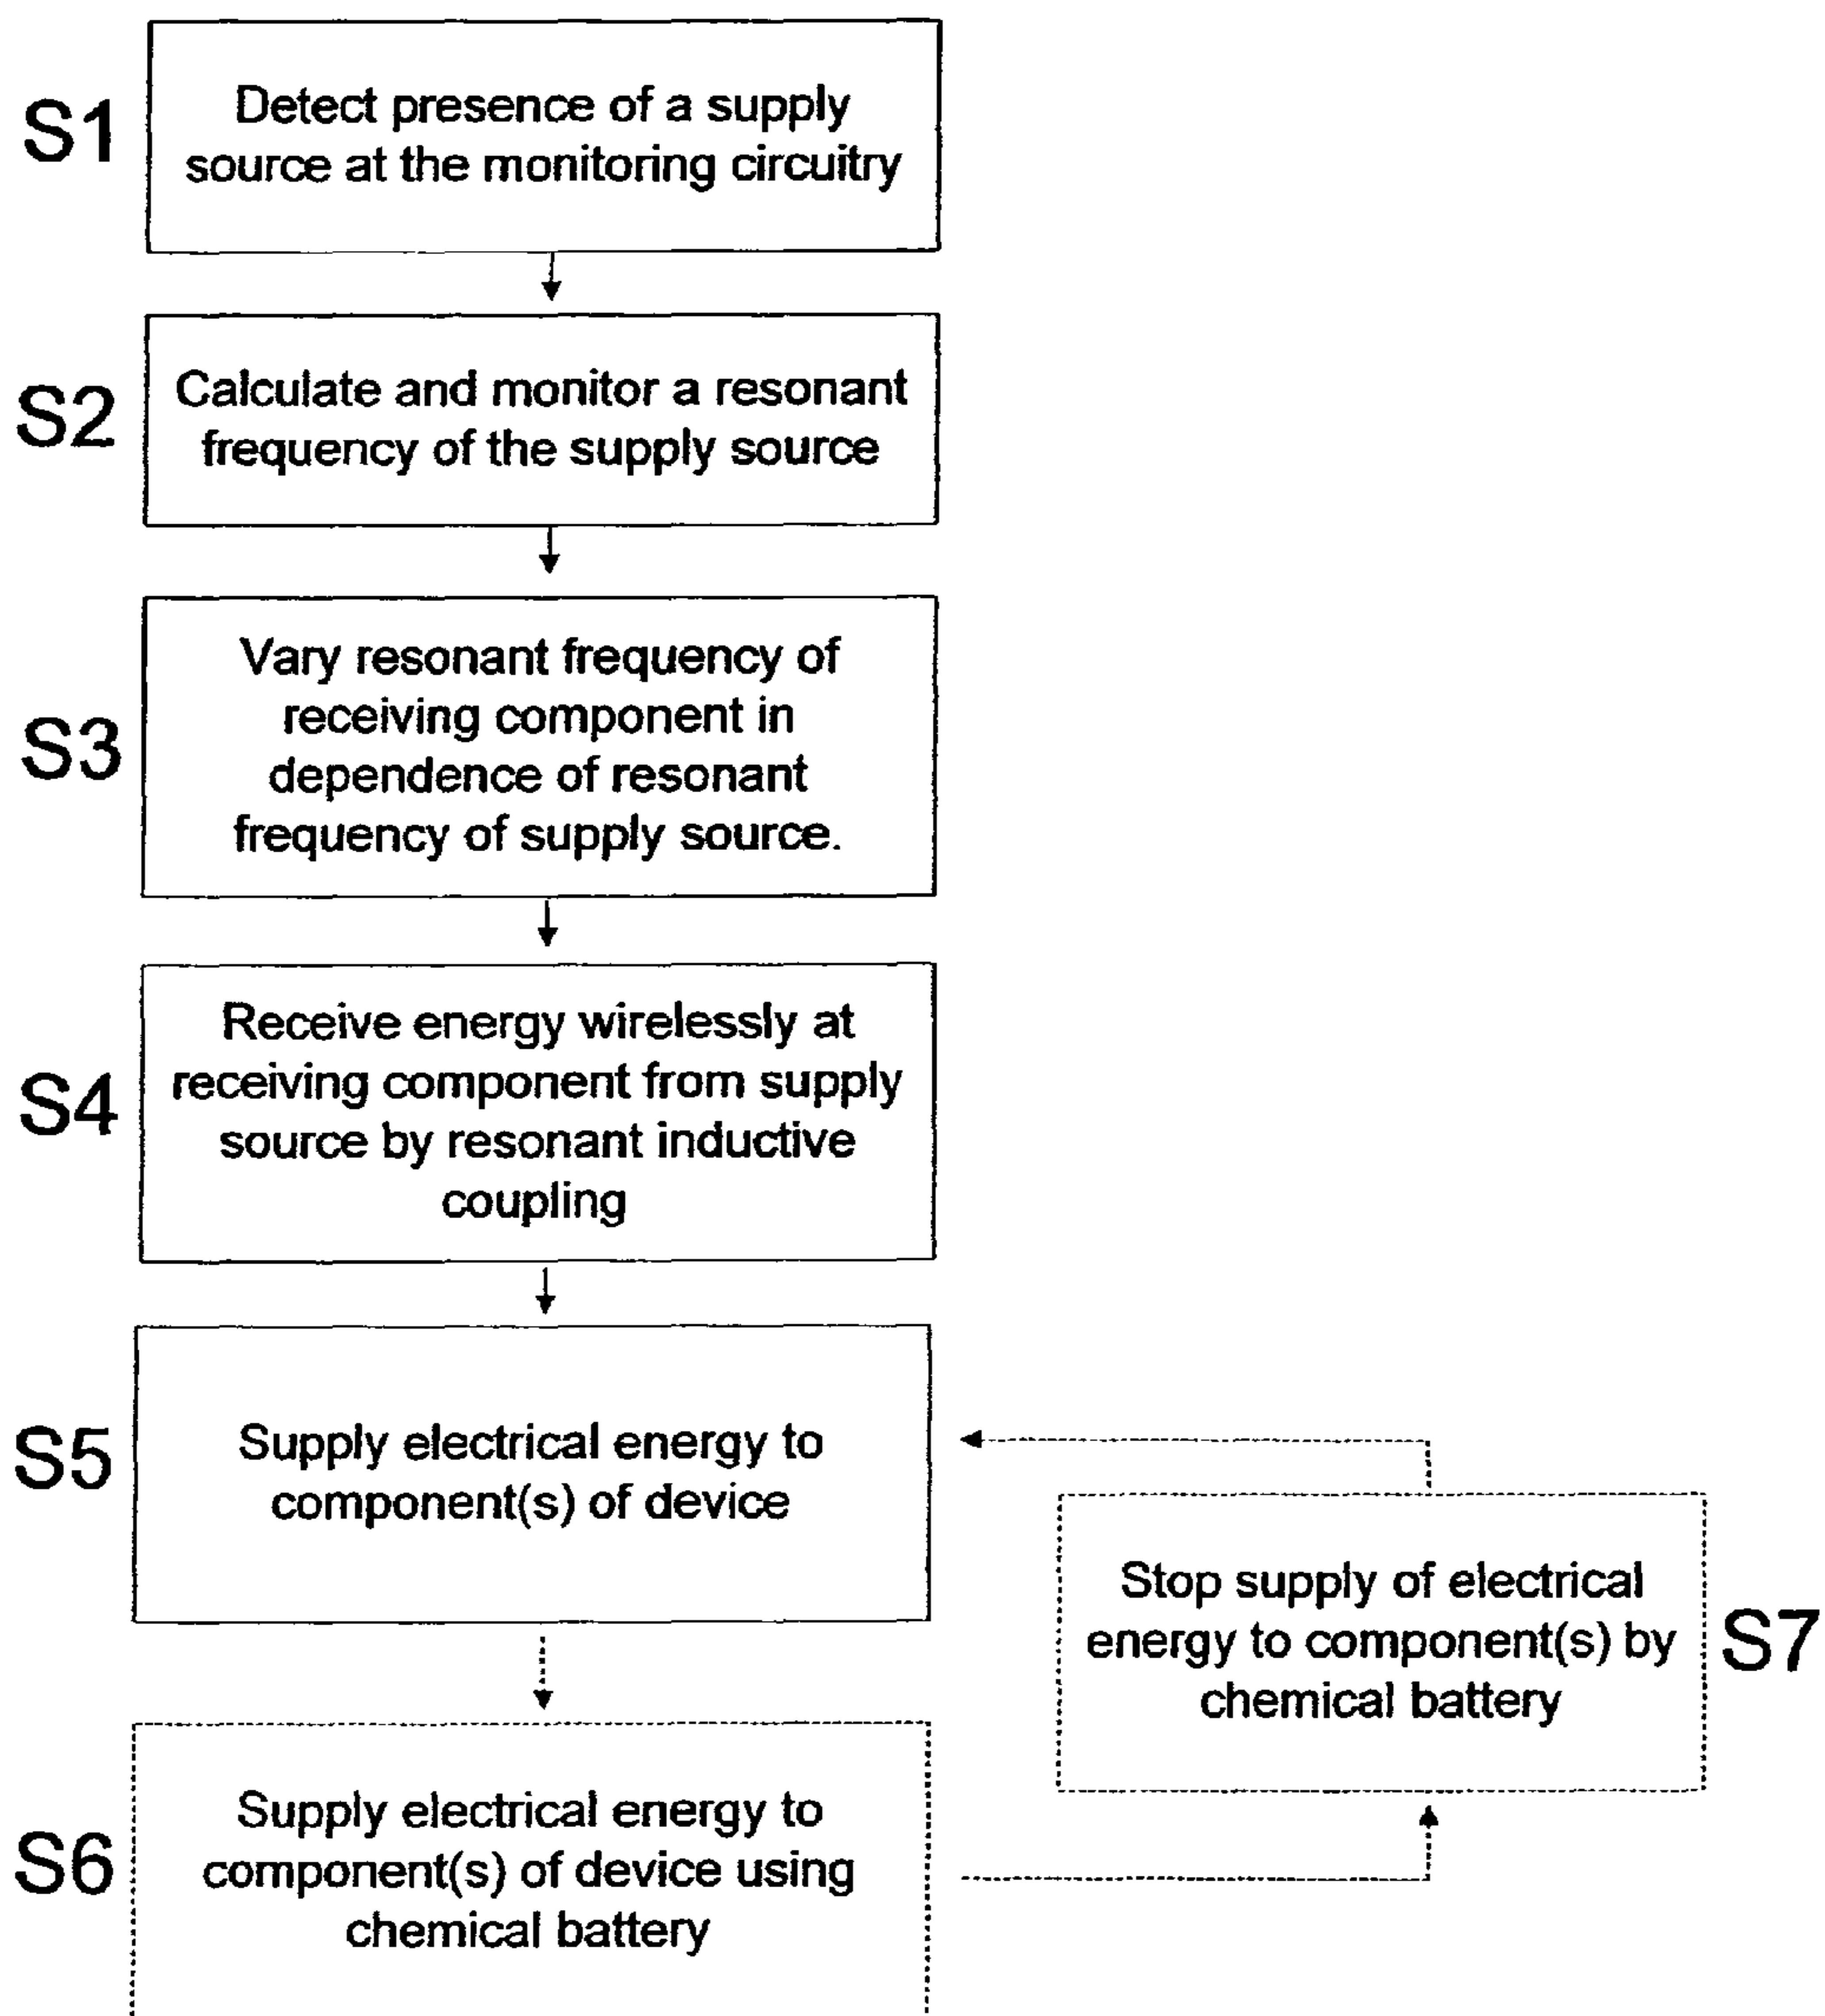 S1
Detect presence of a supply
source at the monitoring circuitry
S2
Calculate and monitor a resonant
frequency of the supply source
S3
Vary resonant frequency of
receiving component in
dependence of resonant
frequency of supply source.
S4
Receive energy wirelessly at
receiving component from supply
source by resonant inductive
coupling
S5
Supply electrical energy to
component(s) of device
S6
Supply electrical energy to
component(s) of device using
chemical battery
S7
Stop supply of electrical
energy to component(s) by
chemical battery